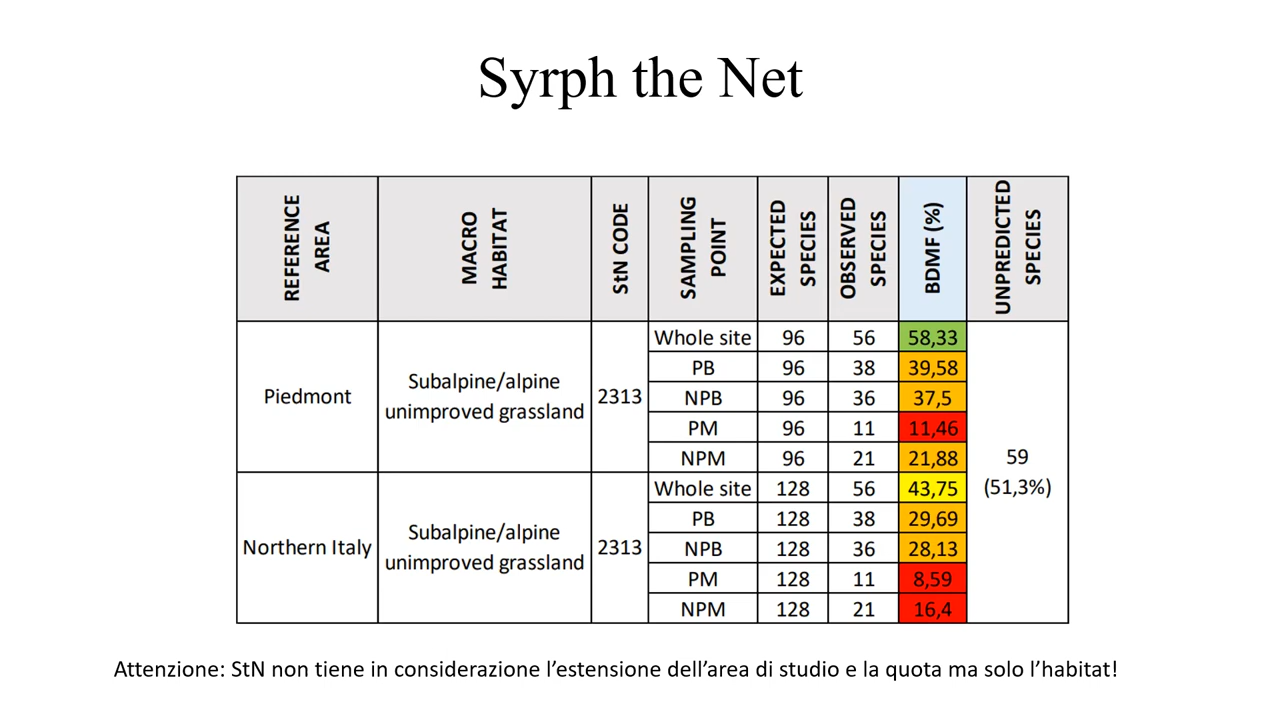 Syrph the Net
REFERENCE AREA
MACRO HABITAT
StN CODE
SAMPLING POINT
EXPECTED SPECIES
OBSERVED SPECIES
BDMF (%)
UNPREDICTED SPECIES
Piedmont
Subalpine/alpine
unimproved grassland
2313
Whole site 96 56 58,33
PB 96 38 39,58
NPB 96 36 37,5
PM 96 11 11,46
NPM 96 21 21,88
Northern Italy
Subalpine/alpine
unimproved grassland
2313
Whole site 128 56 43,75
PB 128 38 29,69
NPB 128 36 28,13
PM 128 11 8,59
NPM 128 21 16,4
59
(51,3%)
Attenzione: StN non tiene in considerazione l’estensione dell’area di studio e la quota ma solo l’habitat!